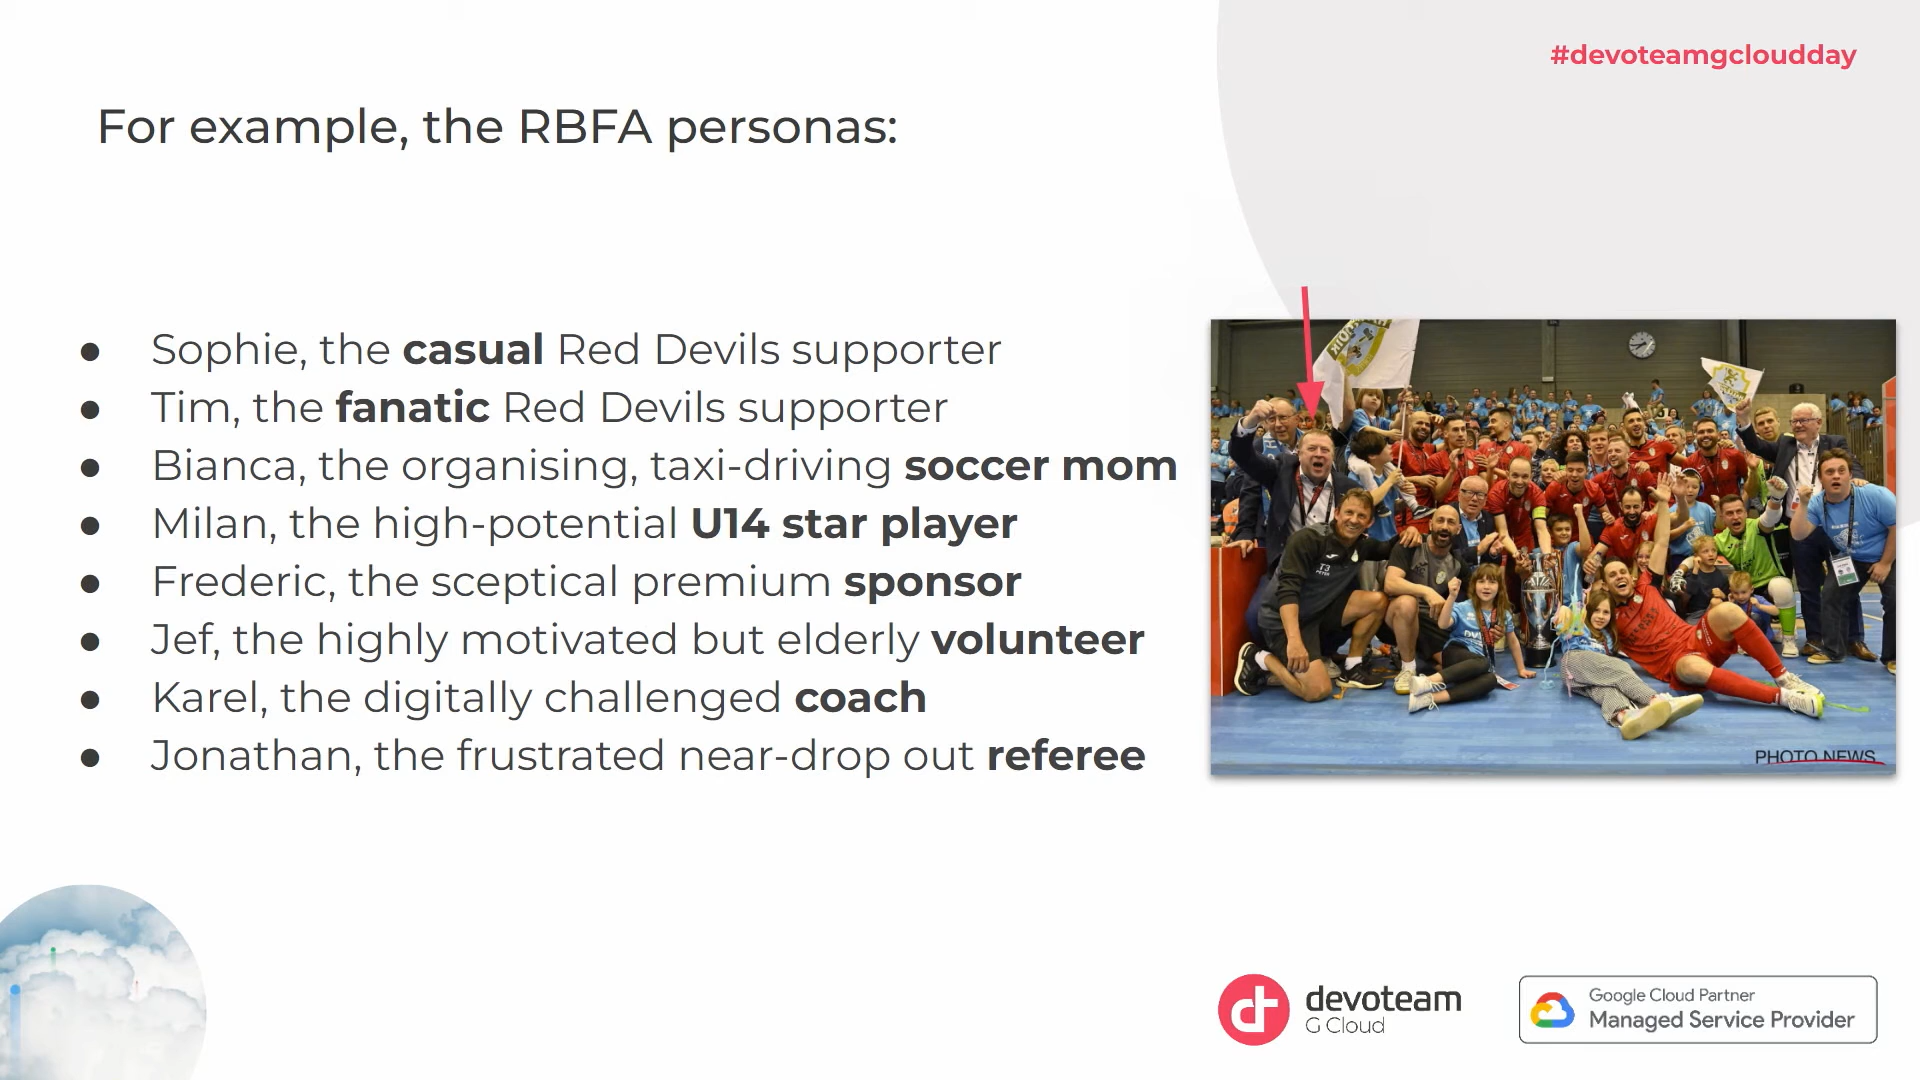 #devoteamgcloudday
For example, the RBFA personas:
● Sophie, the casual Red Devils supporter
● Tim, the fanatic Red Devils supporter
● Bianca, the organising, taxi-driving soccer mom
● Milan, the high-potential U14 star player
● Frederic, the sceptical premium sponsor
● Jef, the highly motivated but elderly volunteer
● Karel, the digitally challenged coach
● Jonathan, the frustrated near-drop out referee
T3
PHOTO NEWS
devoteam
G Cloud
Google Cloud Partner
Managed Service Provider